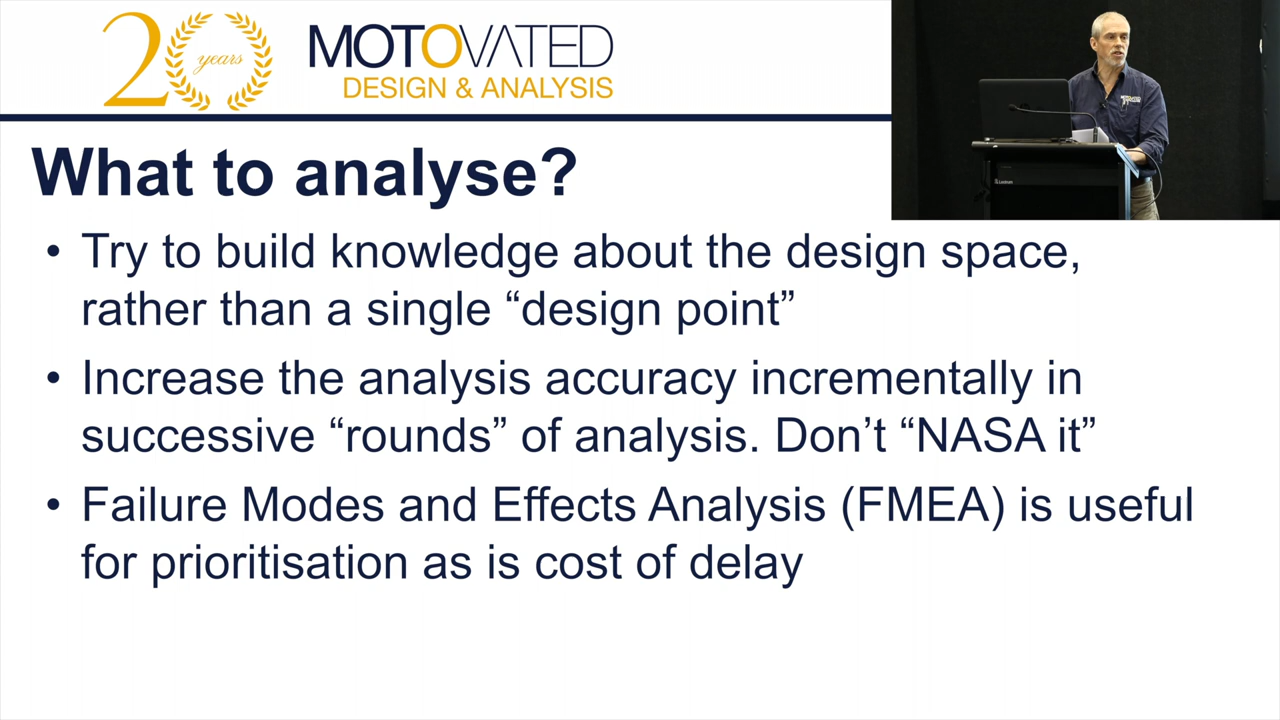 20 years
MOTOVATED
DESIGN & ANALYSIS
What to analyse?
• Try to build knowledge about the design space,
rather than a single “design point”
• Increase the analysis accuracy incrementally in
successive “rounds” of analysis. Don’t “NASA it”
• Failure Modes and Effects Analysis (FMEA) is useful
for prioritisation as is cost of delay